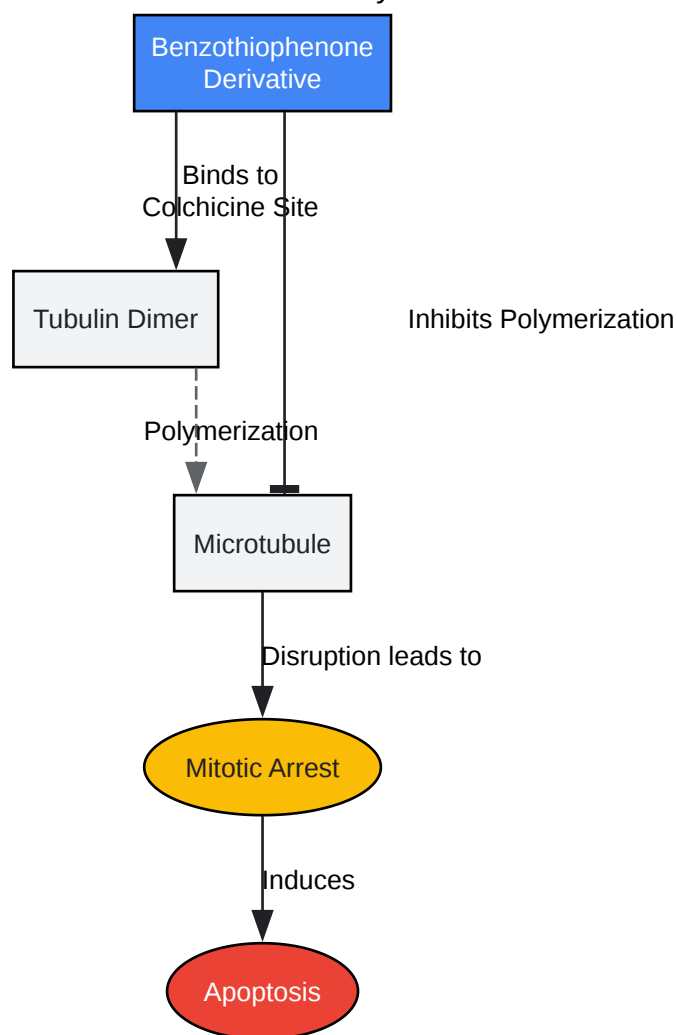 Benzothiophenone
Derivative
Binds to
Colchicine Site
Tubulin Dimer
Inhibits Polymerization
Polymerization
Microtubule
Disruption leads to
Mitotic Arrest
Induces
Apoptosis